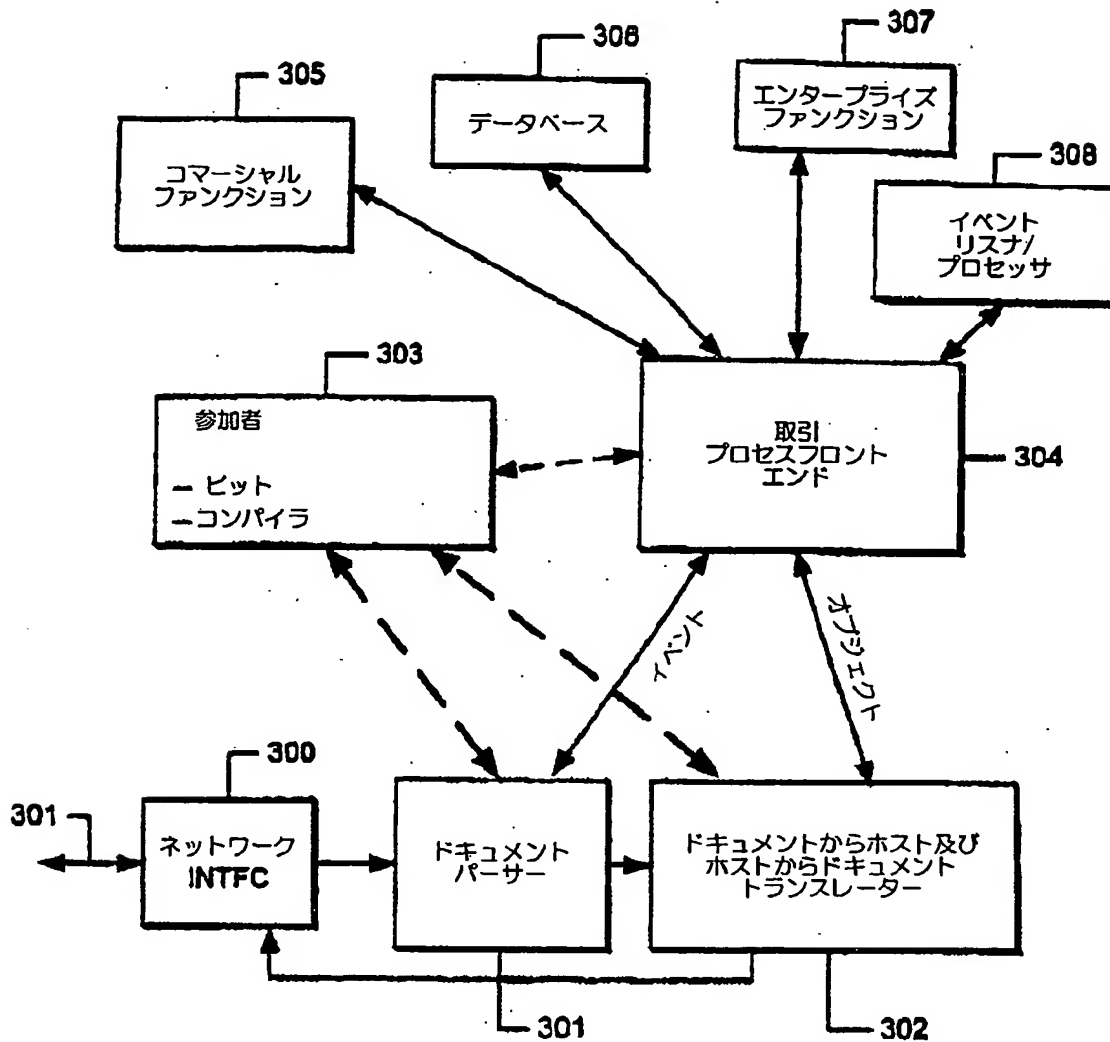 307
306
305
エンタープライズ
ファンクション
データベース
308
コマーシャル
ファンクション
イベント
リスナ/
プロセッサ
303
参加者
取引
プロセスフロント
エンド
304
— ビット
— コンパイラ
イベント
オブジェクト
300
301
ネットワーク
INTFC
ドキュメント
パーサー
ドキュメントからホスト及び
ホストからドキュメント
トランスレーター
301
302